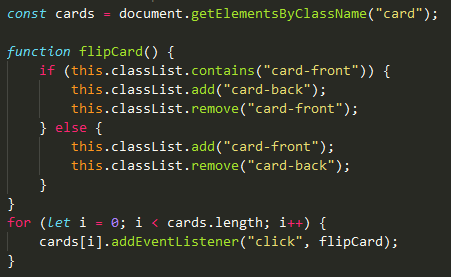 const cards = document.getElementsByClassName("card");
function flipCard() {
if (this.classList.contains("card-front")) {
this.classList.add("card-back");
this.classList.remove("card-front");
} else {
this.classList.add("card-front");
this.classList.remove("card-back");
}
}
for (let i = 0; i < cards.length; i++) {
cards[i].addEventListener("click", flipCard);
}